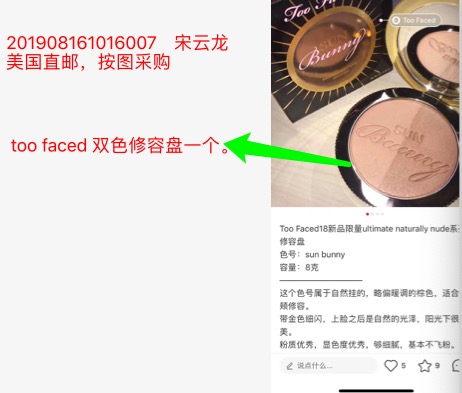 201908161016007 宋云龙
美国直邮，按图采购
too faced 双色修容盘一个。
Too Faced
SUN
Bunny
Too Faced
SUN
Bunny
Too Faced18新品限量ultimate naturally nude系
修容盘
色号：sun bunny
容量：8克
这个色号属于自然挂的，略偏暖调的棕色，适合
颊修容。
带金色细闪，上脸之后是自然的光泽，阳光下很
美。
粉质优秀，显色度优秀，够细腻，基本不飞粉。
说点什么...
5
9